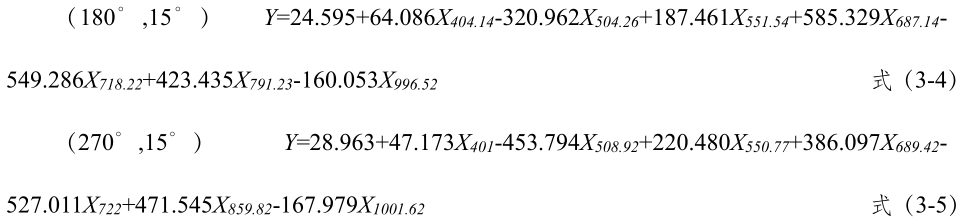 (180°,15°) Y=24.595+64.086X404.14-320.962X504.26+187.461X551.54+585.329X687.14-
549.286X718.22+423.435X791.23-160.053X996.52 式（3-4）
(270°,15°) Y=28.963+47.173X401-453.794X508.92+220.480X550.77+386.097X689.42-
527.011X722+471.545X859.82-167.979X1001.62 式（3-5）